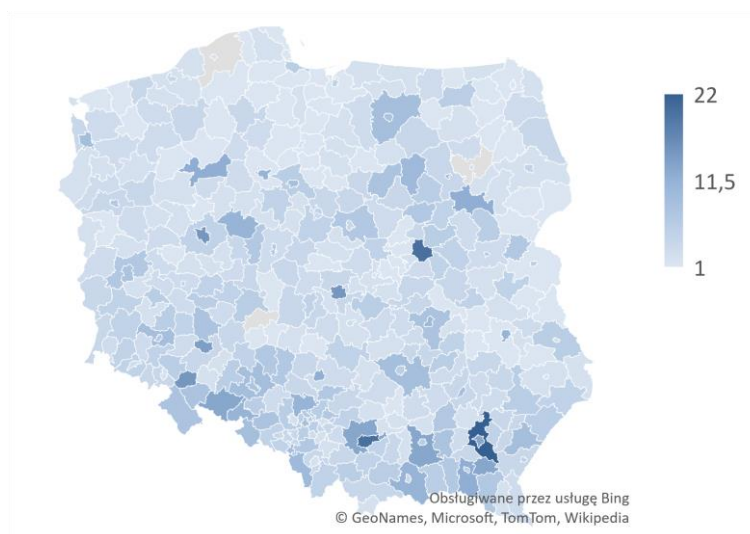 22
11,5
1
Obsługiwane przez usługę Bing
© GeoNames, Microsoft, TomTom, Wikipedia